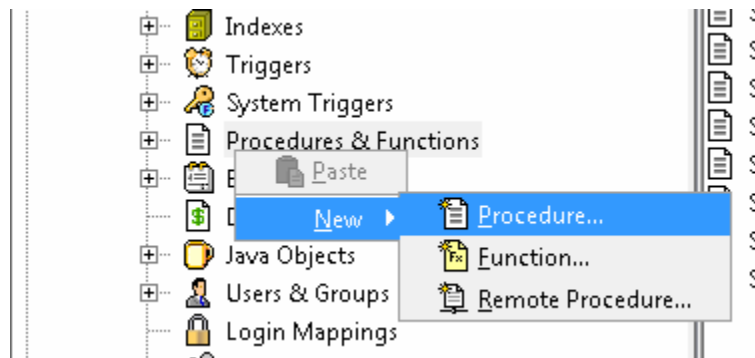 Indexes
Triggers
System Triggers
Procedures & Functions
Paste
New
Procedure...
Function...
Remote Procedure...
Java Objects
Users & Groups
Login Mappings